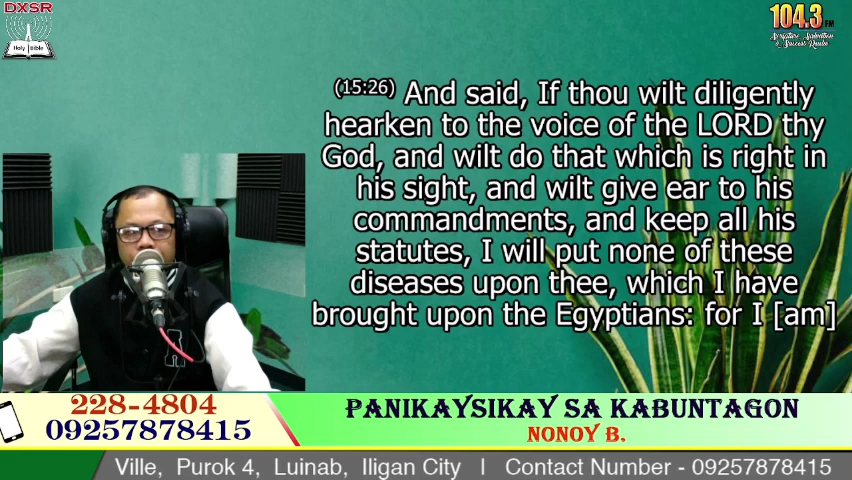 DXSR
Holy Bible
104.3 FM
Scripture, Salvation
& Success Radio
(15:26) And said, If thou wilt diligently
hearken to the voice of the LORD thy
God, and wilt do that which is right in
his sight, and wilt give ear to his
commandments, and keep all his
statutes, I will put none of these
diseases upon thee, which I have
brought upon the Egyptians: for I [am]
228-4804
09257878415
PANIKAYSIKAY SA KABUNTAGON
NONOY B.
Ville, Purok 4, Luinab, Iligan City I Contact Number - 09257878415